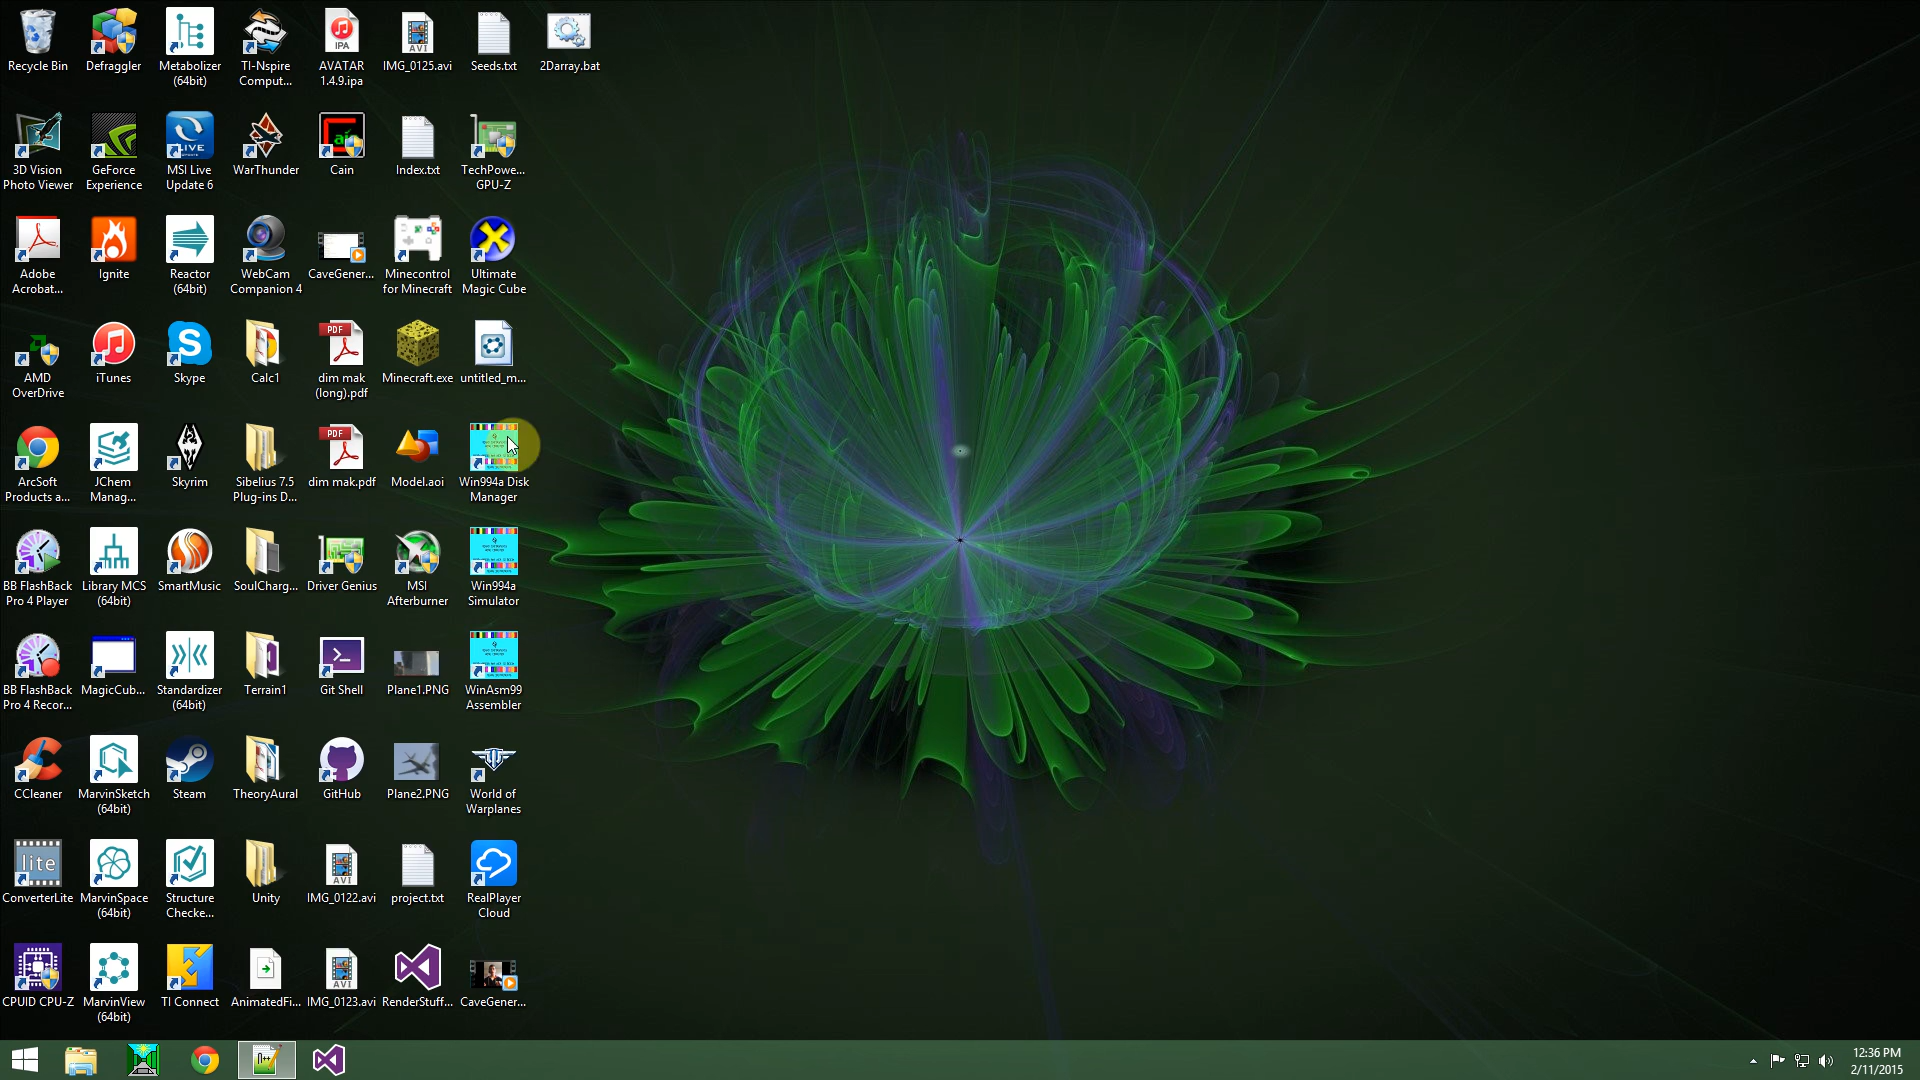 Recycle Bin
Defraggler
Metabolizer
(64bit)
TI-Nspire
Comput...
AVATAR
1.4.9.ipa
IMG_0125.avi
Seeds.txt
2Darray.bat
3D Vision
Photo Viewer
GeForce
Experience
MSI Live
Update 6
WarThunder
Cain
Index.txt
TechPowe...
GPU-Z
Adobe
Acrobat...
Ignite
Reactor
(64bit)
WebCam
Companion 4
CaveGener...
Minecontrol
for Minecraft
Ultimate
Magic Cube
AMD
OverDrive
iTunes
Skype
Calc1
dim mak
(long).pdf
Minecraft.exe
untitled_m...
ArcSoft
Products a...
JChem
Manag...
Skyrim
Sibelius 7.5
Plug-ins D...
dim mak.pdf
Model.aoi
Win994a Disk
Manager
BB FlashBack
Pro 4 Player
Library MCS
(64bit)
SmartMusic
SoulCharg...
Driver Genius
MSI
Afterburner
Win994a
Simulator
BB FlashBack
Pro 4 Recor...
MagicCub...
Standardizer
(64bit)
Terrain1
Git Shell
Plane1.PNG
WinAsm99
Assembler
CCleaner
MarvinSketch
(64bit)
Steam
TheoryAural
GitHub
Plane2.PNG
World of
Warplanes
lite
ConverterLite
MarvinSpace
(64bit)
Structure
Checke...
Unity
IMG_0122.avi
project.txt
RealPlayer
Cloud
CPUID CPU-Z
MarvinView
(64bit)
TI Connect
AnimatedFi...
IMG_0123.avi
RenderStuff...
CaveGener...
12:36 PM
2/11/2015